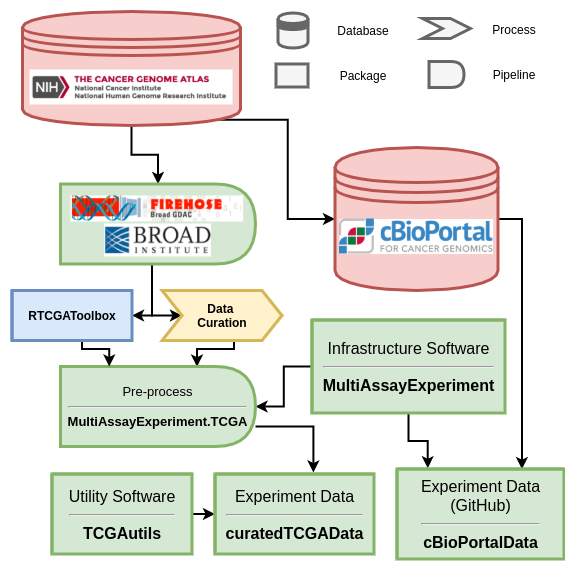 Database
Process
Package
Pipeline
NIH
THE CANCER GENOME ATLAS
National Cancer Institute
National Human Genome Research Institute
FIREHOSE
Broad GDAC
BROAD
INSTITUTE
cBioPortal
FOR CANCER GENOMICS
RTCGAToolbox
Data
Curation
Infrastructure Software
MultiAssayExperiment
Pre-process
MultiAssayExperiment.TCGA
Utility Software
TCGAutils
Experiment Data
curatedTCGAData
Experiment Data
(GitHub)
cBioPortalData